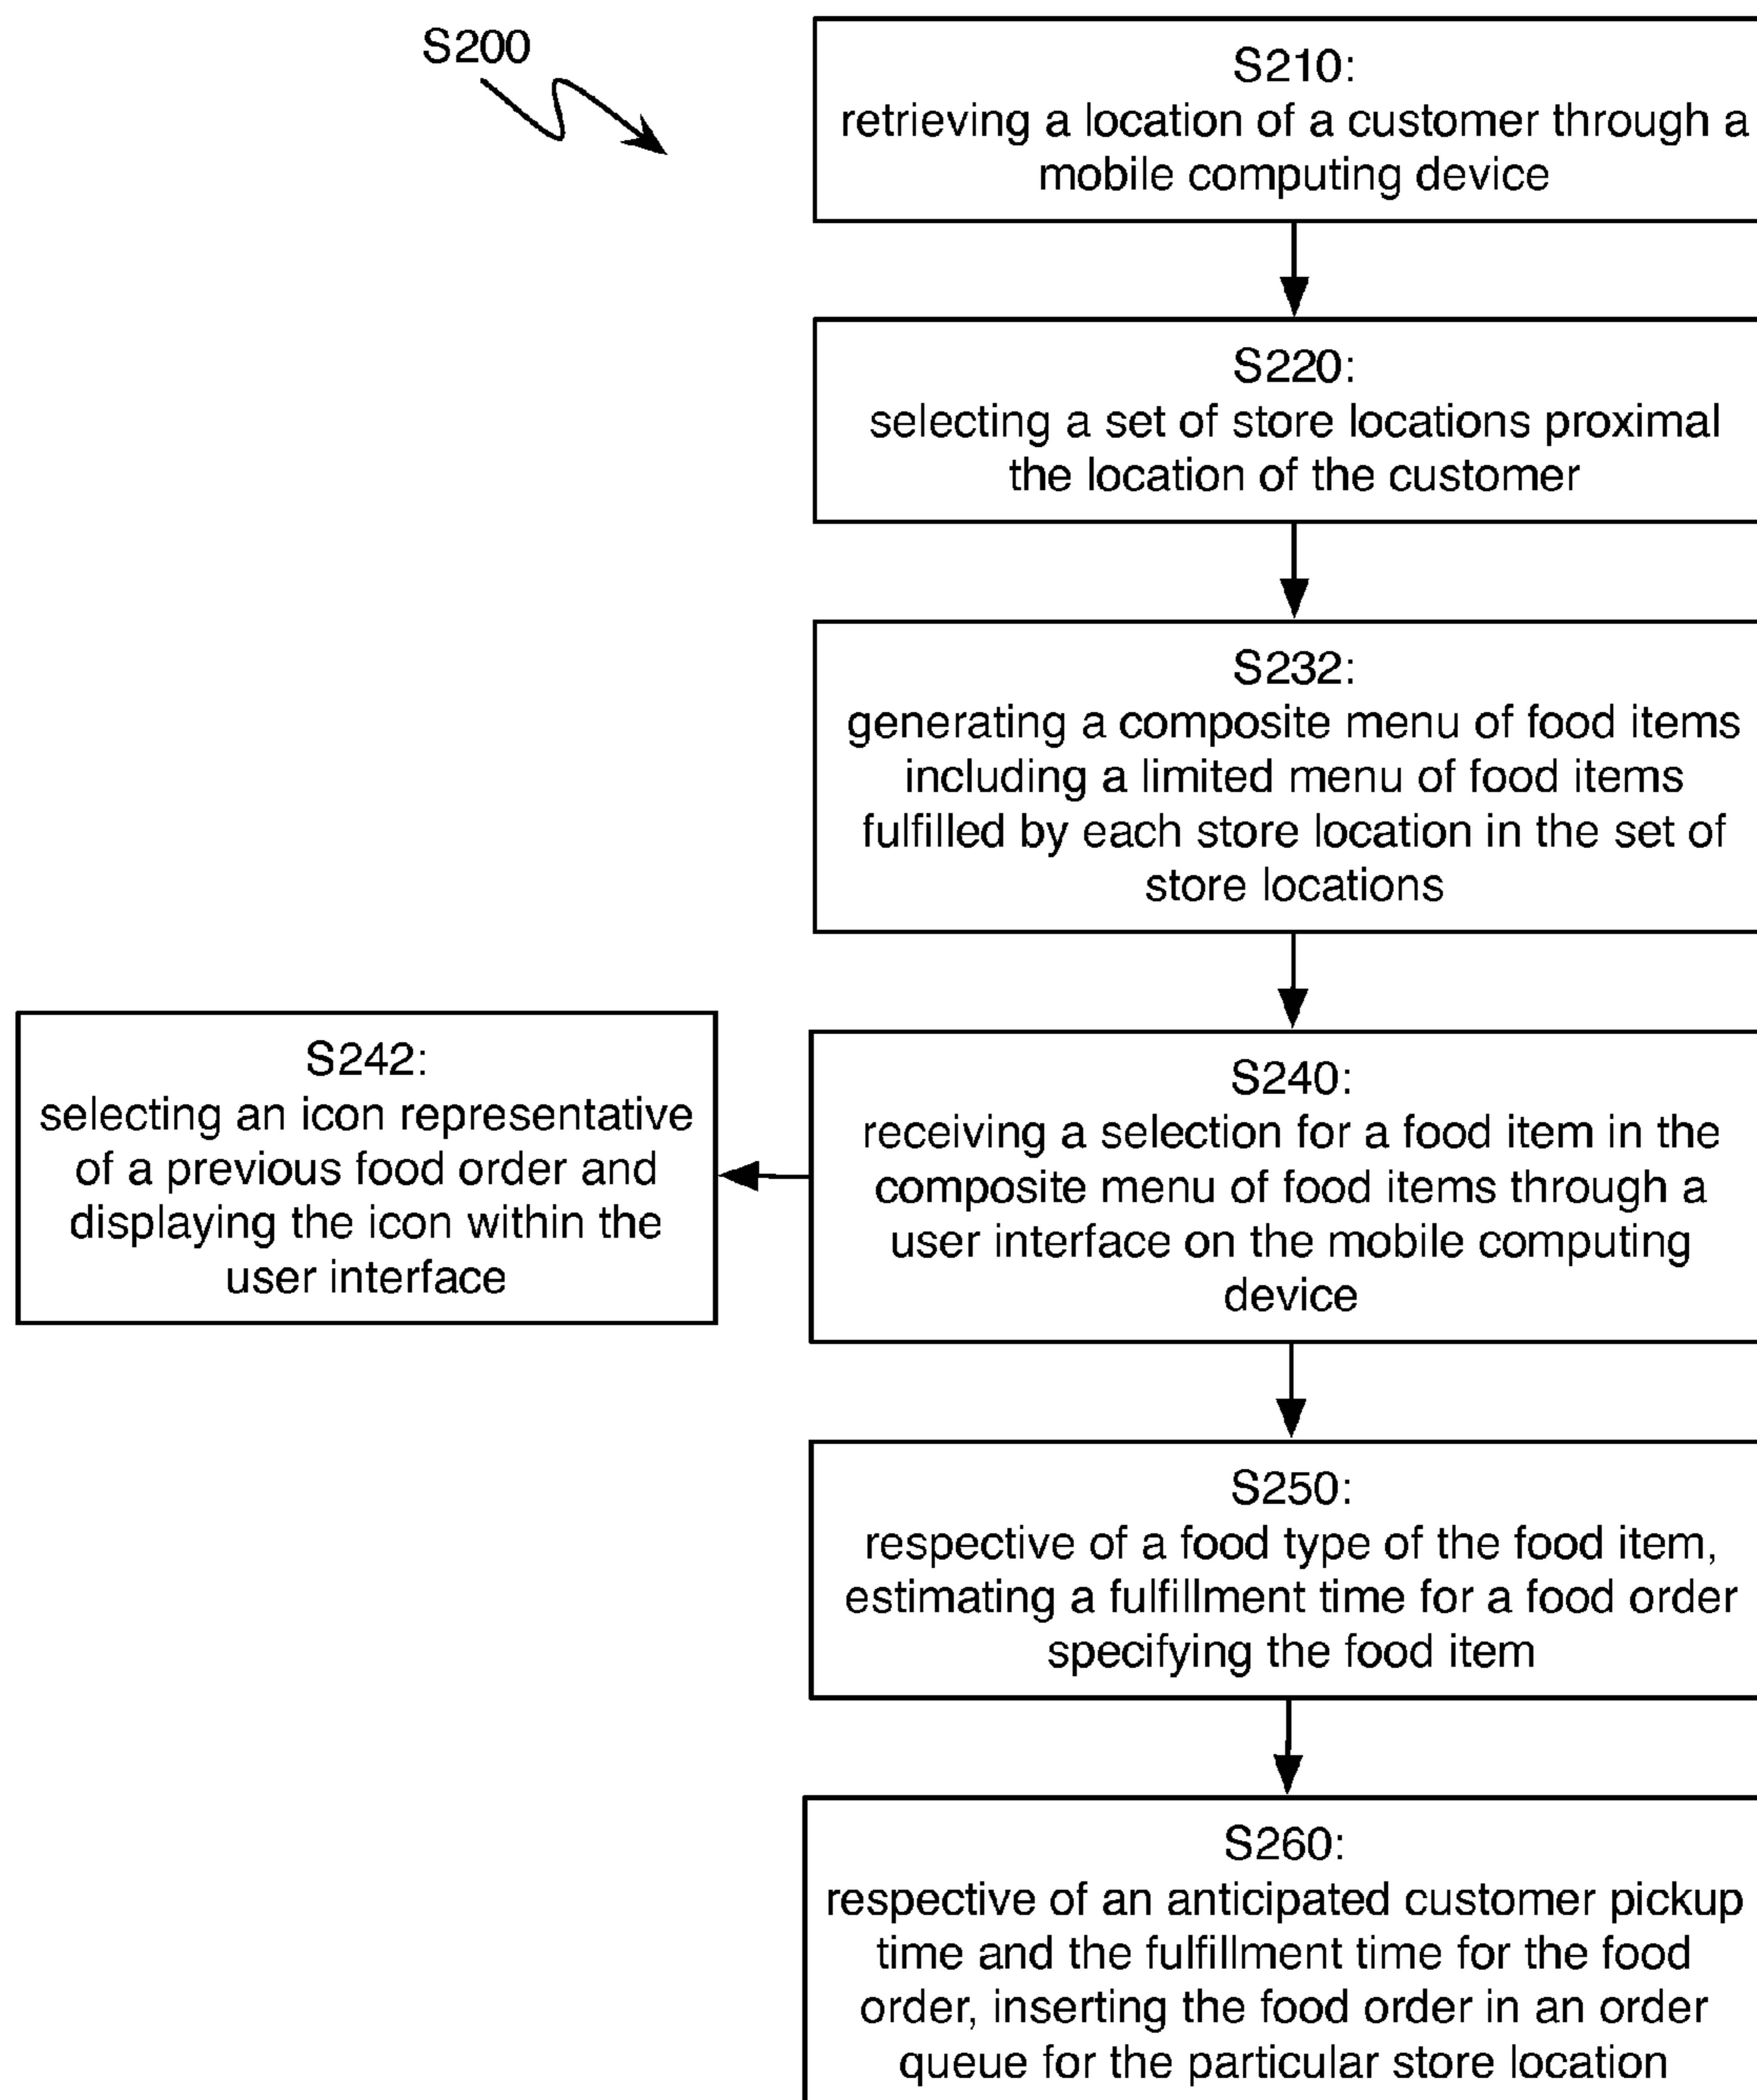 S200
S210:
retrieving a location of a customer through a
mobile computing device
S220:
selecting a set of store locations proximal
the location of the customer
S232:
generating a composite menu of food items
including a limited menu of food items
fulfilled by each store location in the set of
store locations
S242:
selecting an icon representative
of a previous food order and
displaying the icon within the
user interface
S240:
receiving a selection for a food item in the
composite menu of food items through a
user interface on the mobile computing
device
S250:
respective of a food type of the food item,
estimating a fulfillment time for a food order
specifying the food item
S260:
respective of an anticipated customer pickup
time and the fulfillment time for the food
order, inserting the food order in an order
queue for the particular store location